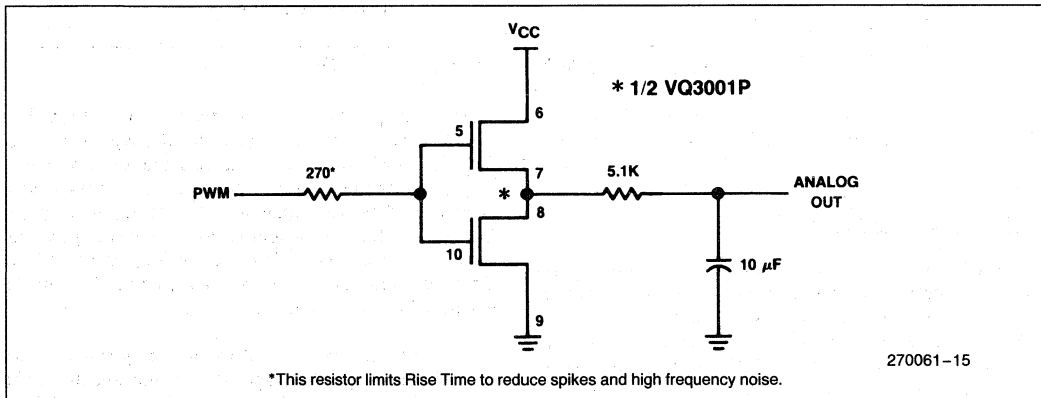 VCC
* 1/2 VQ3001P
6
5
7
270*
5.1K
PWM
*
ANALOG
OUT
8
10
10 µF
9
270061-15
*This resistor limits Rise Time to reduce spikes and high frequency noise.